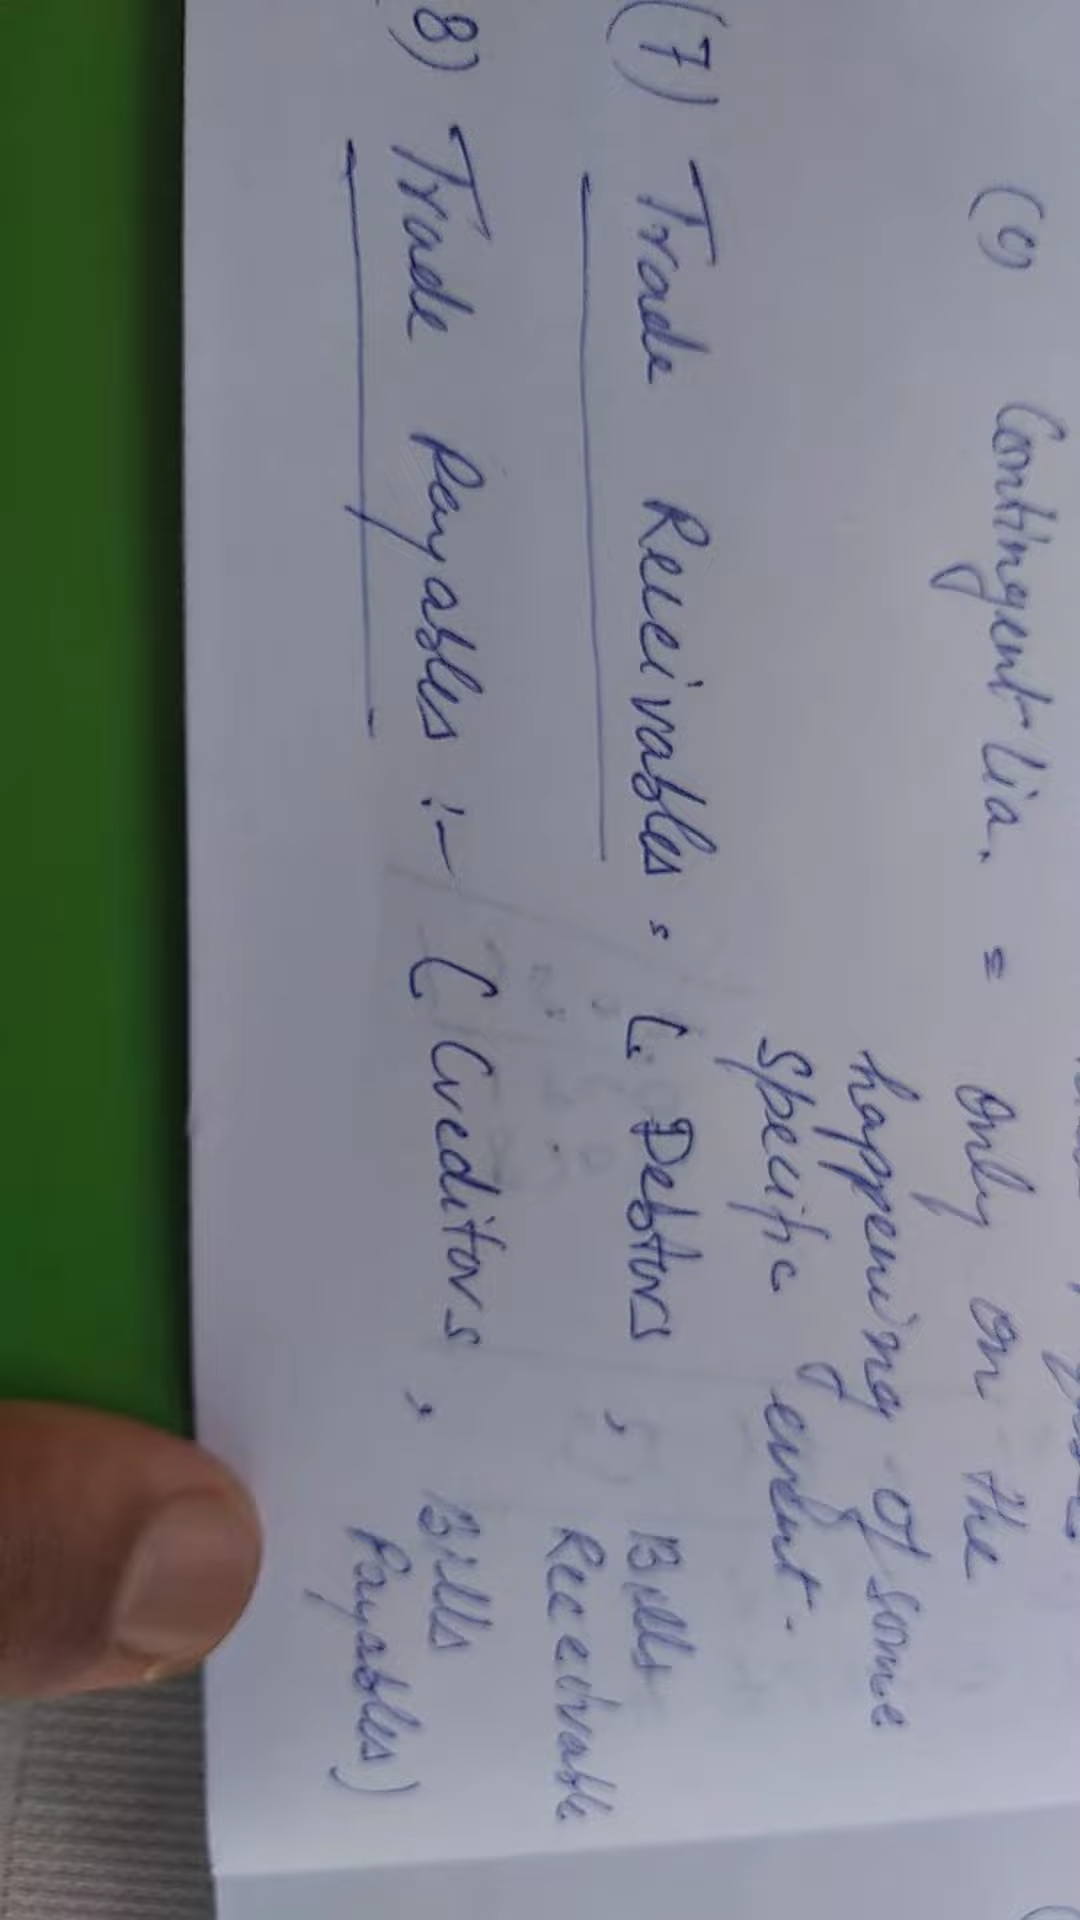 Contingent Lia. = only on the
happening of some
specific event.
(7) Trade Receivables = (. Debtors , Bills
Receivable
8) Trade Payables :- ( Creditors , Bills
Payables)